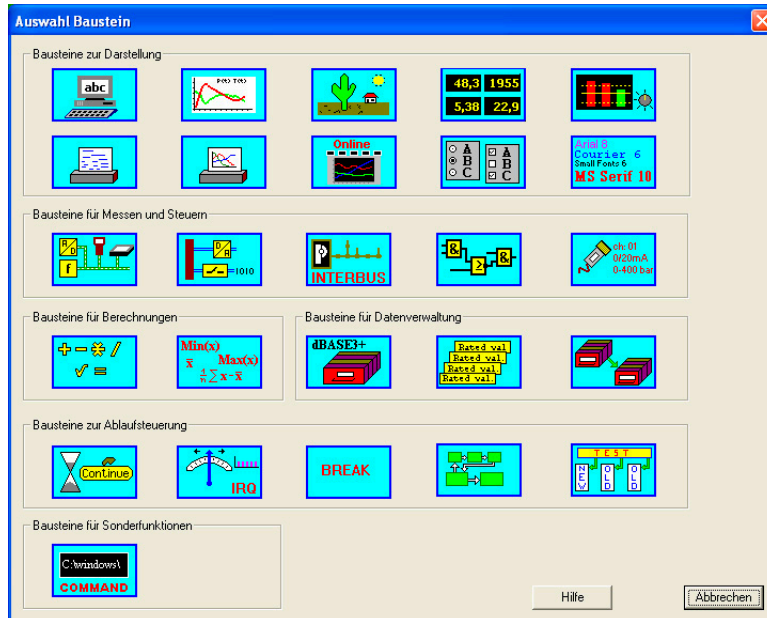 Auswahl Baustein
Bausteine zur Darstellung
abc
P(t) T(t)
48,3 1955
5,38 22,9
Online
A
B
C
A
B
C
Arial 8
Courier 6
Small Fonts 6
MS Serif 10
Bausteine für Messen und Steuern
A/D
f
D/A
1010
INTERBUS
&
≥
&
ch: 01
0/20mA
0-400 bar
Bausteine für Berechnungen
+ - * /
√ =
Min(x)
x̄ Max(x)
1/n ∑ x-x̄
Bausteine für Datenverwaltung
dBASE3+
Rated val
Rated val.
Rated val.
Rated val.
Bausteine zur Ablaufsteuerung
Continue
IRQ
BREAK
TEST
NEW
OLD
OLD
Bausteine für Sonderfunktionen
C:\windows\
COMMAND
Hilfe
Abbrechen